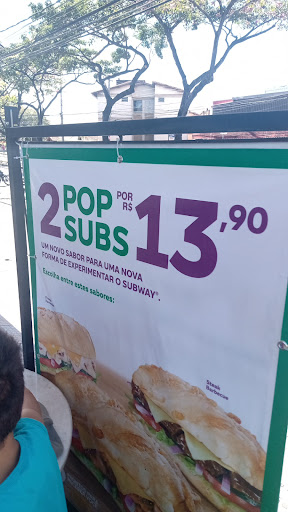 2 POP SUBS POR R$ 13,90
UM NOVO SABOR PARA UMA NOVA
FORMA DE EXPERIMENTAR O SUBWAY®.
Escolha entre estes sabores:
Steak
Barbecue